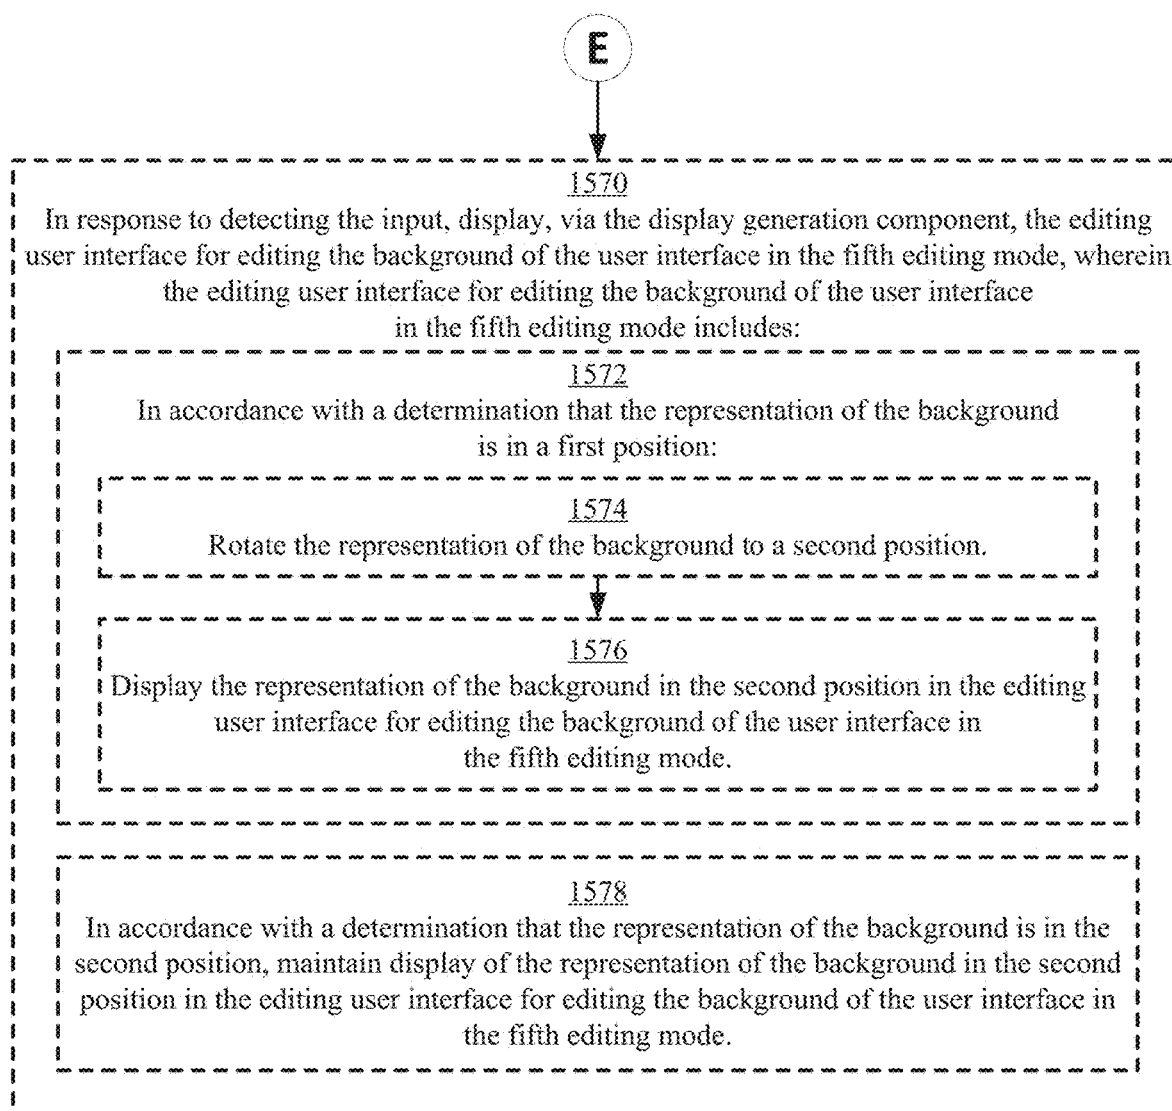 E
1570
In response to detecting the input, display, via the display generation component, the editing
user interface for editing the background of the user interface in the fifth editing mode, wherein
the editing user interface for editing the background of the user interface
in the fifth editing mode includes:
1572
In accordance with a determination that the representation of the background
is in a first position:
1574
Rotate the representation of the background to a second position.
1576
Display the representation of the background in the second position in the editing
user interface for editing the background of the user interface in
the fifth editing mode.
1578
In accordance with a determination that the representation of the background is in the
second position, maintain display of the representation of the background in the second
position in the editing user interface for editing the background of the user interface in
the fifth editing mode.